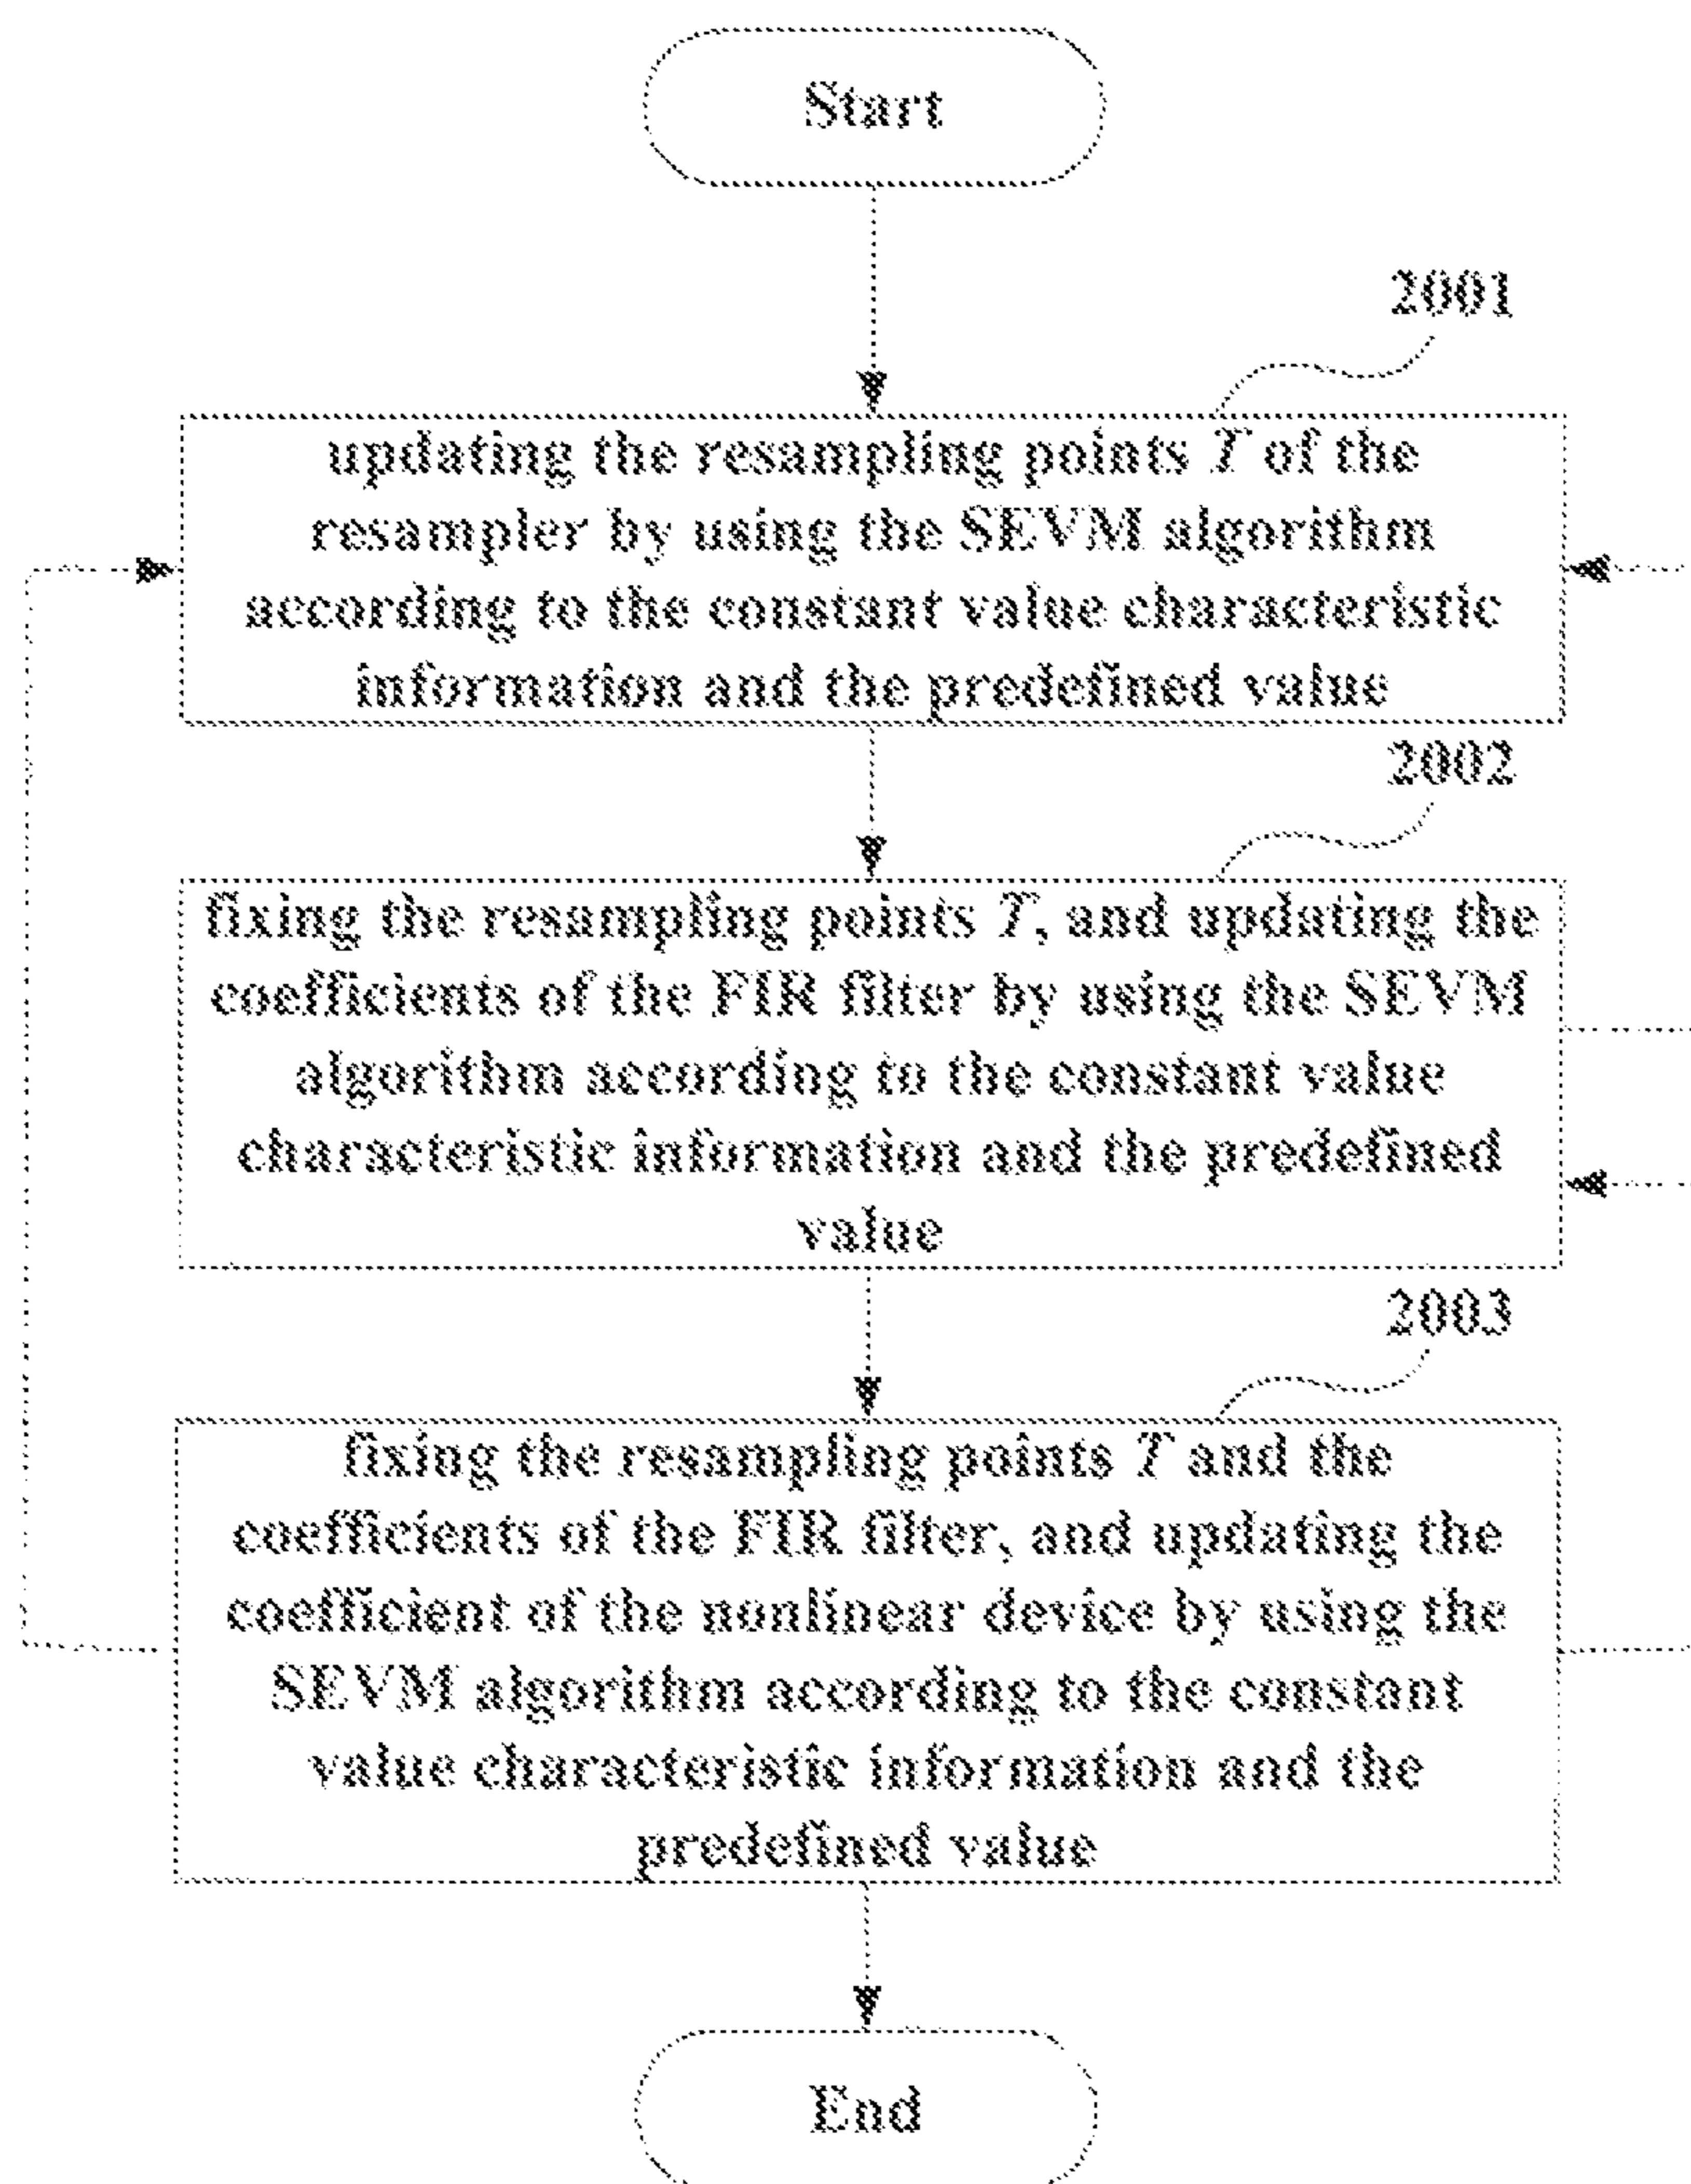 Start
2001
updating the resampling points T of the
resampler by using the SEVM algorithm
according to the constant value characteristic
information and the predefined value
2002
fixing the resampling points T, and updating the
coefficients of the FIR filter by using the SEVM
algorithm according to the constant value
characteristic information and the predefined
value
2003
fixing the resampling points T and the
coefficients of the FIR filter, and updating the
coefficient of the nonlinear device by using the
SEVM algorithm according to the constant
value characteristic information and the
predefined value
End